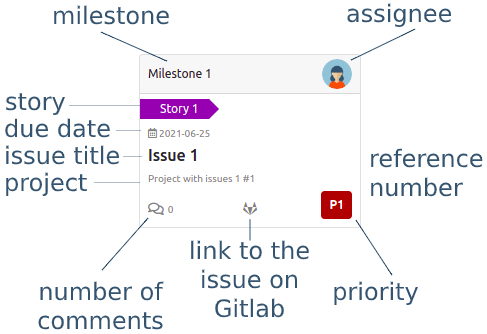 milestone
assignee
Milestone 1
story
Story 1
due date
2021-06-25
issue title
Issue 1
project
Project with issues 1 #1
reference
number
0
P1
link to the
issue on
Gitlab
number of
comments
priority